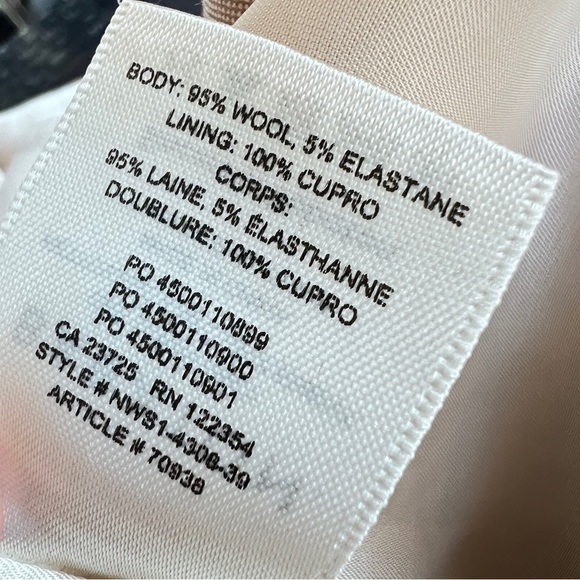 BODY: 95% WOOL, 5% ELASTANE
LINING: 100% CUPRO
CORPS:
95% LAINE, 5% ÉLASTHANNE
DOUBLURE: 100% CUPRO
PO 4500110899
PO 4500110900
PO 4500110901
CA 23725 RN 122354
STYLE # NWS1-4308-39
ARTICLE # 70938